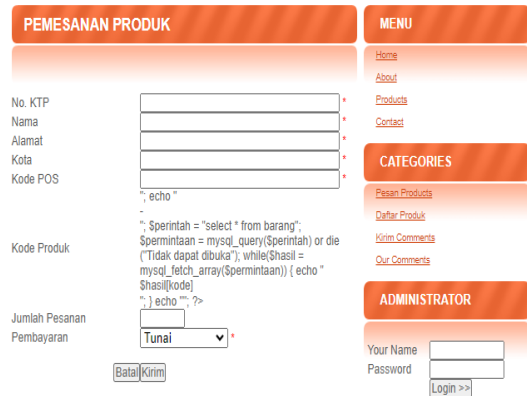 PEMESANAN PRODUK
No. KTP *
Nama *
Alamat *
Kota *
Kode POS *
Kode Produk
"; echo "
-
"; $perintah = "select * from barang";
$permintaan = mysql_query($perintah) or die
("Tidak dapat dibuka"); while($hasil =
mysql_fetch_array($permintaan)) { echo "
$hasil[kode]
"; } echo ""; ?>
Jumlah Pesanan
Pembayaran Tunai *
Batal Kirim
MENU
Home
About
Products
Contact
CATEGORIES
Pesan Products
Daftar Produk
Kirim Comments
Our Comments
ADMINISTRATOR
Your Name
Password
Login >>